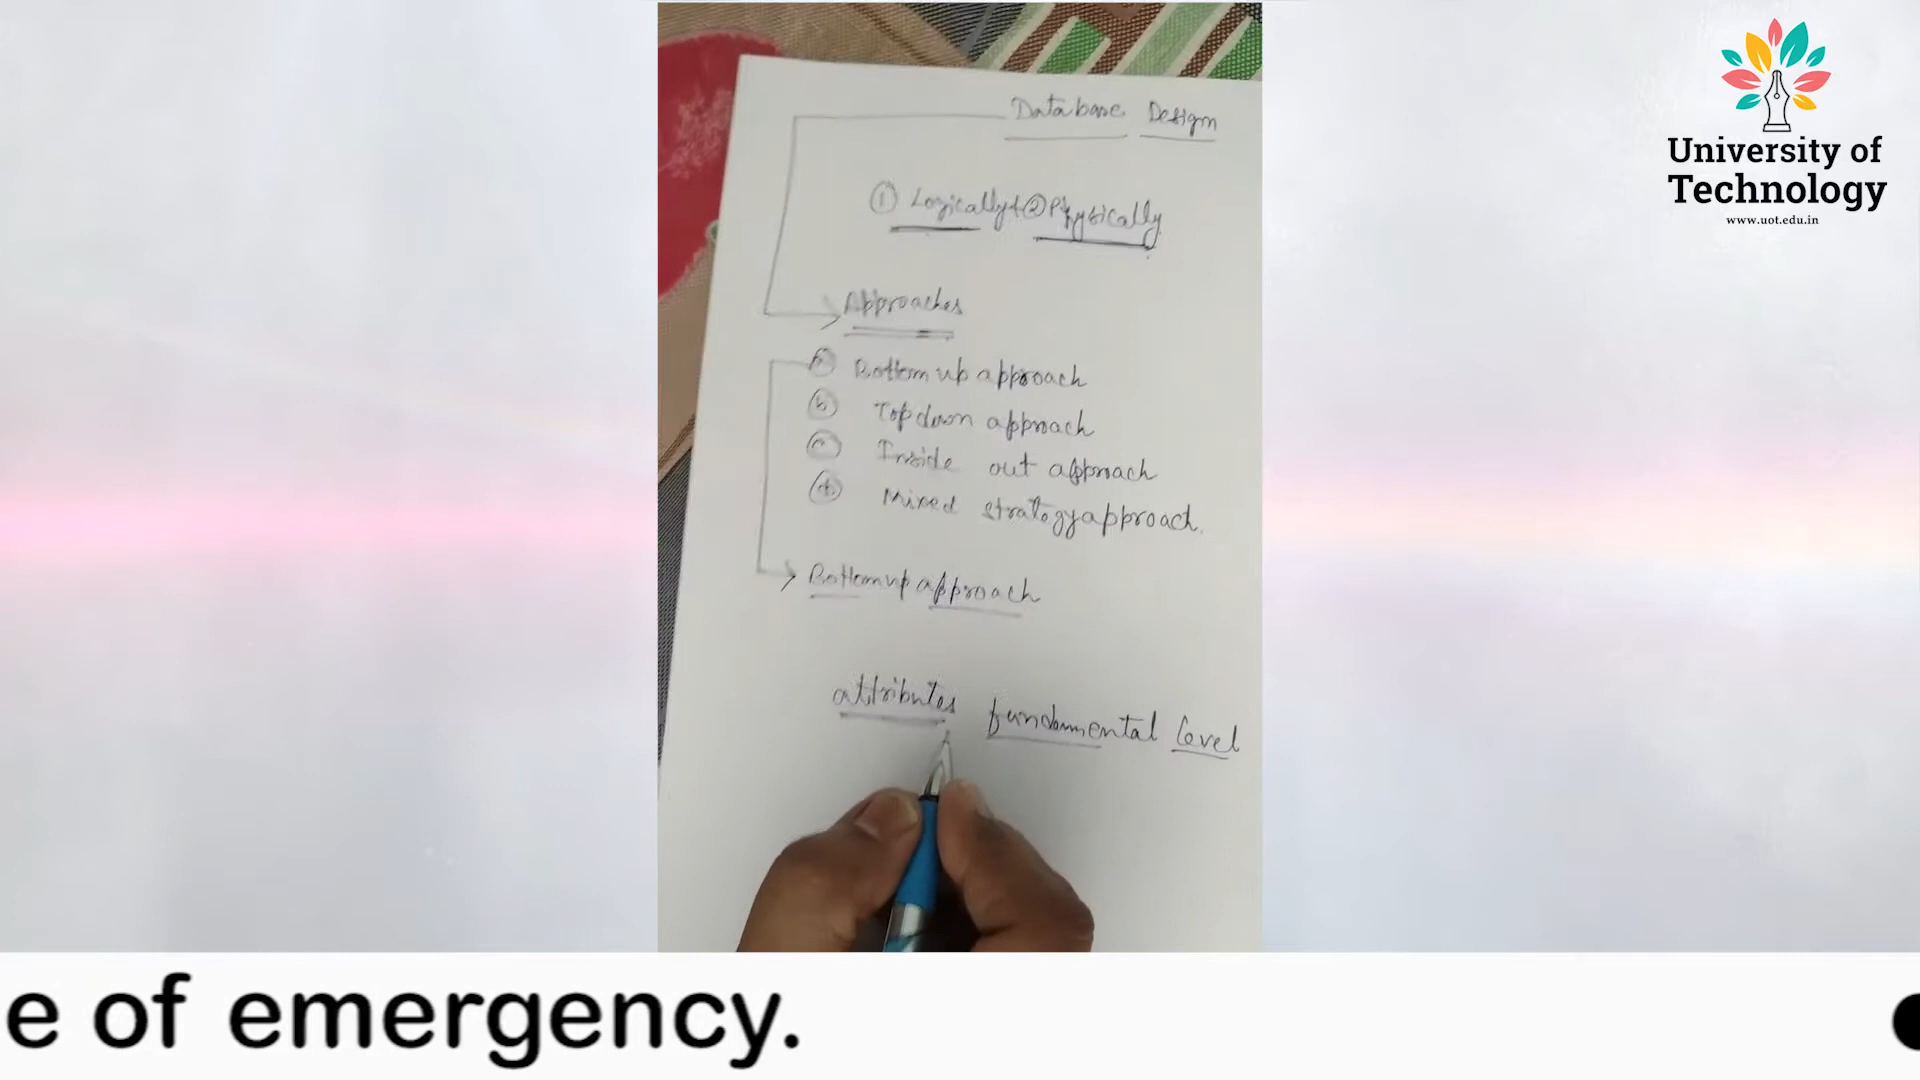 Database Design
① Logically & ② Physically
Approaches
ⓐ Bottom up approach
ⓑ Top down approach
ⓒ Inside out approach
ⓓ Mixed strategy approach.
Bottom up approach
attributes fundamental level
University of
Technology
www.uot.edu.in
e of emergency.